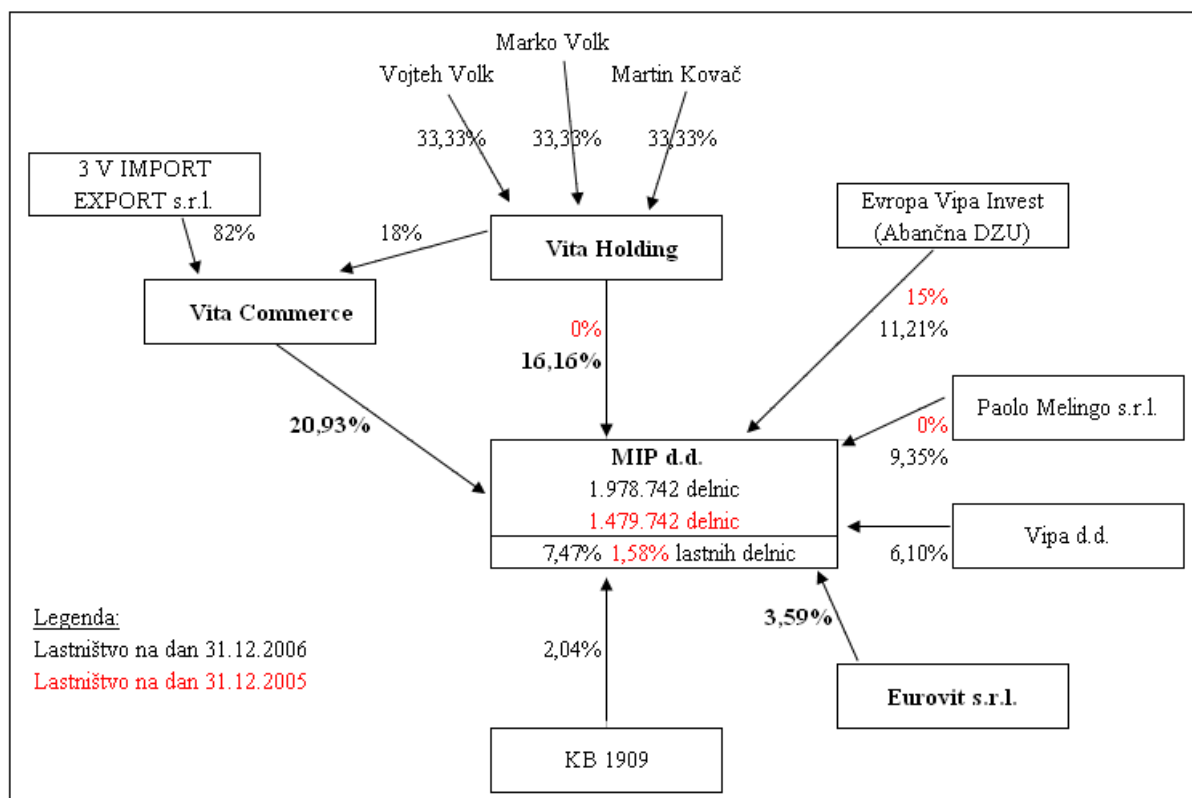 Marko Volk
Vojteh Volk
Martin Kovač
33,33%
33,33%
33,33%
3 V IMPORT
EXPORT s.r.l.
82%
18%
Vita Holding
Evropa Vipa Invest
(Abančna DZU)
Vita Commerce
15%
11,21%
0%
16,16%
20,93%
Paolo Melingo s.r.l.
0%
9,35%
MIP d.d.
1.978.742 delnic
1.479.742 delnic
7,47% 1,58% lastnih delnic
Vipa d.d.
6,10%
3,59%
2,04%
Eurovit s.r.l.
KB 1909
Legenda:
Lastništvo na dan 31.12.2006
Lastništvo na dan 31.12.2005